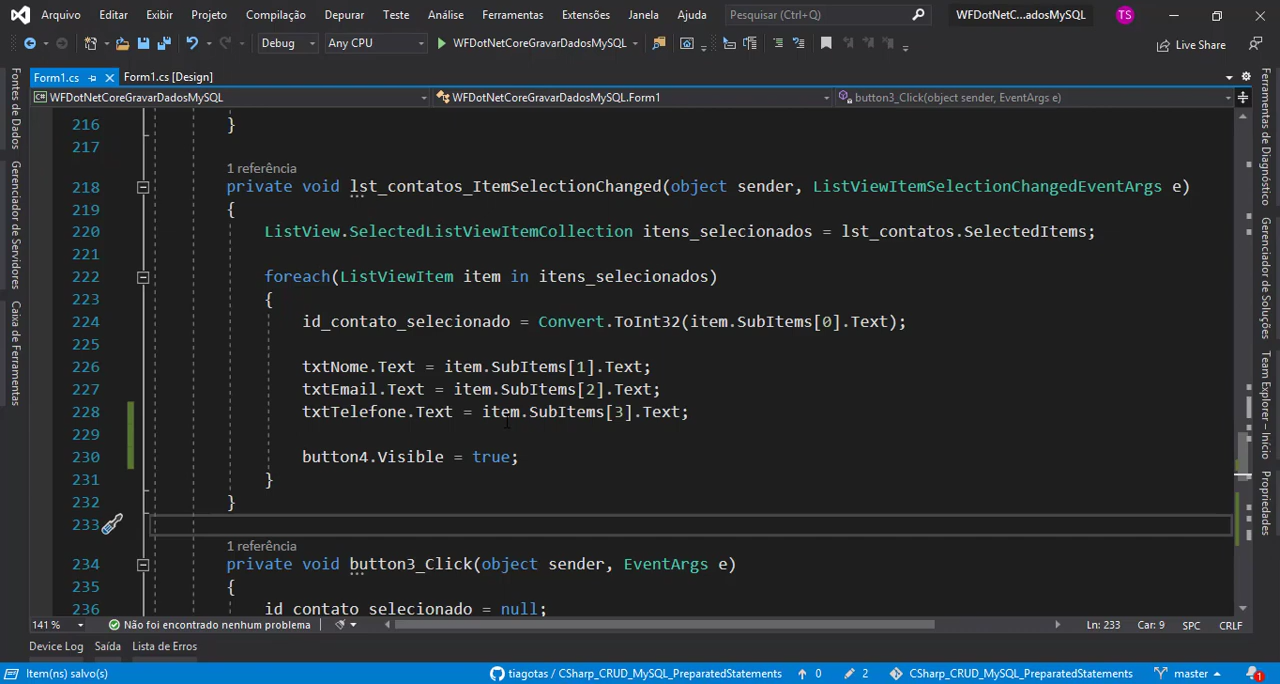 Arquivo Editar Exibir Projeto Compilação Depurar Teste Análise Ferramentas Extensões Janela Ajuda Pesquisar (Ctrl+Q) WFDotNetC...adosMySQL TS
Debug Any CPU WFDotNetCoreGravarDadosMySQL Live Share
Form1.cs Form1.cs [Design]
WFDotNetCoreGravarDadosMySQL WFDotNetCoreGravarDadosMySQL.Form1 button3_Click(object sender, EventArgs e)
Fontes de Dados
Gerenciador de Servidores
Caixa de Ferramentas
216 }
217
1 referência
218 private void lst_contatos_ItemSelectionChanged(object sender, ListViewItemSelectionChangedEventArgs e)
219 {
220 ListView.SelectedListViewItemCollection itens_selecionados = lst_contatos.SelectedItems;
221
222 foreach(ListViewItem item in itens_selecionados)
223 {
224 id_contato_selecionado = Convert.ToInt32(item.SubItems[0].Text);
225
226 txtNome.Text = item.SubItems[1].Text;
227 txtEmail.Text = item.SubItems[2].Text;
228 txtTelefone.Text = item.SubItems[3].Text;
229
230 button4.Visible = true;
231 }
232 }
233
1 referência
234 private void button3_Click(object sender, EventArgs e)
235 {
236 id_contato_selecionado = null;
Ferramentas de Diagnóstico
Gerenciador de Soluções
Team Explorer – Início
Propriedades
141 % Não foi encontrado nenhum problema Ln: 233 Car: 9 SPC CRLF
Device Log Saída Lista de Erros
Item(ns) salvo(s) tiagotas / CSharp_CRUD_MySQL_PreparedStatements 0 2 CSharp_CRUD_MySQL_PreparedStatements master 1